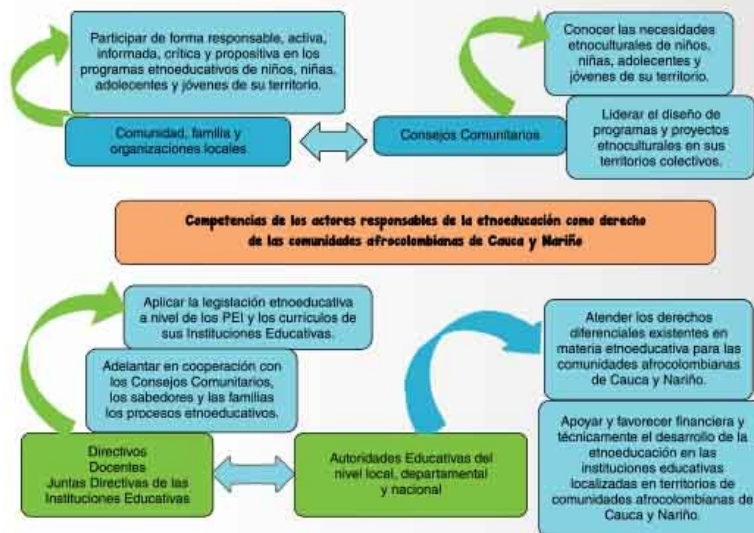 Participar de forma responsable, activa,
informada, crítica y propositiva en los
programas etnoeducativos de niños, niñas,
adolecentes y jóvenes de su territorio.
Comunidad, familia y
organizaciones locales
Conocer las necesidades
etnoculturales de niños,
niñas, adolecentes y
jóvenes de su territorio.
Consejos Comunitarios
Liderar el diseño de
programas y proyectos
etnoculturales en sus
territorios colectivos.
Competencias de los actores responsables de la etnoeducación como derecho
de las comunidades afrocolombianas de Cauca y Nariño
Aplicar la legislación etnoeducativa
a nivel de los PEI y los currículos de
sus Instituciones Educativas.
Adelantar en cooperación con
los Consejos Comunitarios,
los sabedores y las familias
los procesos etnoeducativos.
Directivos
Docentes
Juntas Directivas de las
Instituciones Educativas
Autoridades Educativas del
nivel local, departamental
y nacional
Atender los derechos
diferenciales existentes en
materia etnoeducativa para las
comunidades afrocolombianas
de Cauca y Nariño.
Apoyar y favorecer financiera y
técnicamente el desarrollo de la
etnoeducación en las
instituciones educativas
localizadas en territorios de
comunidades afrocolombianas de
Cauca y Nariño.